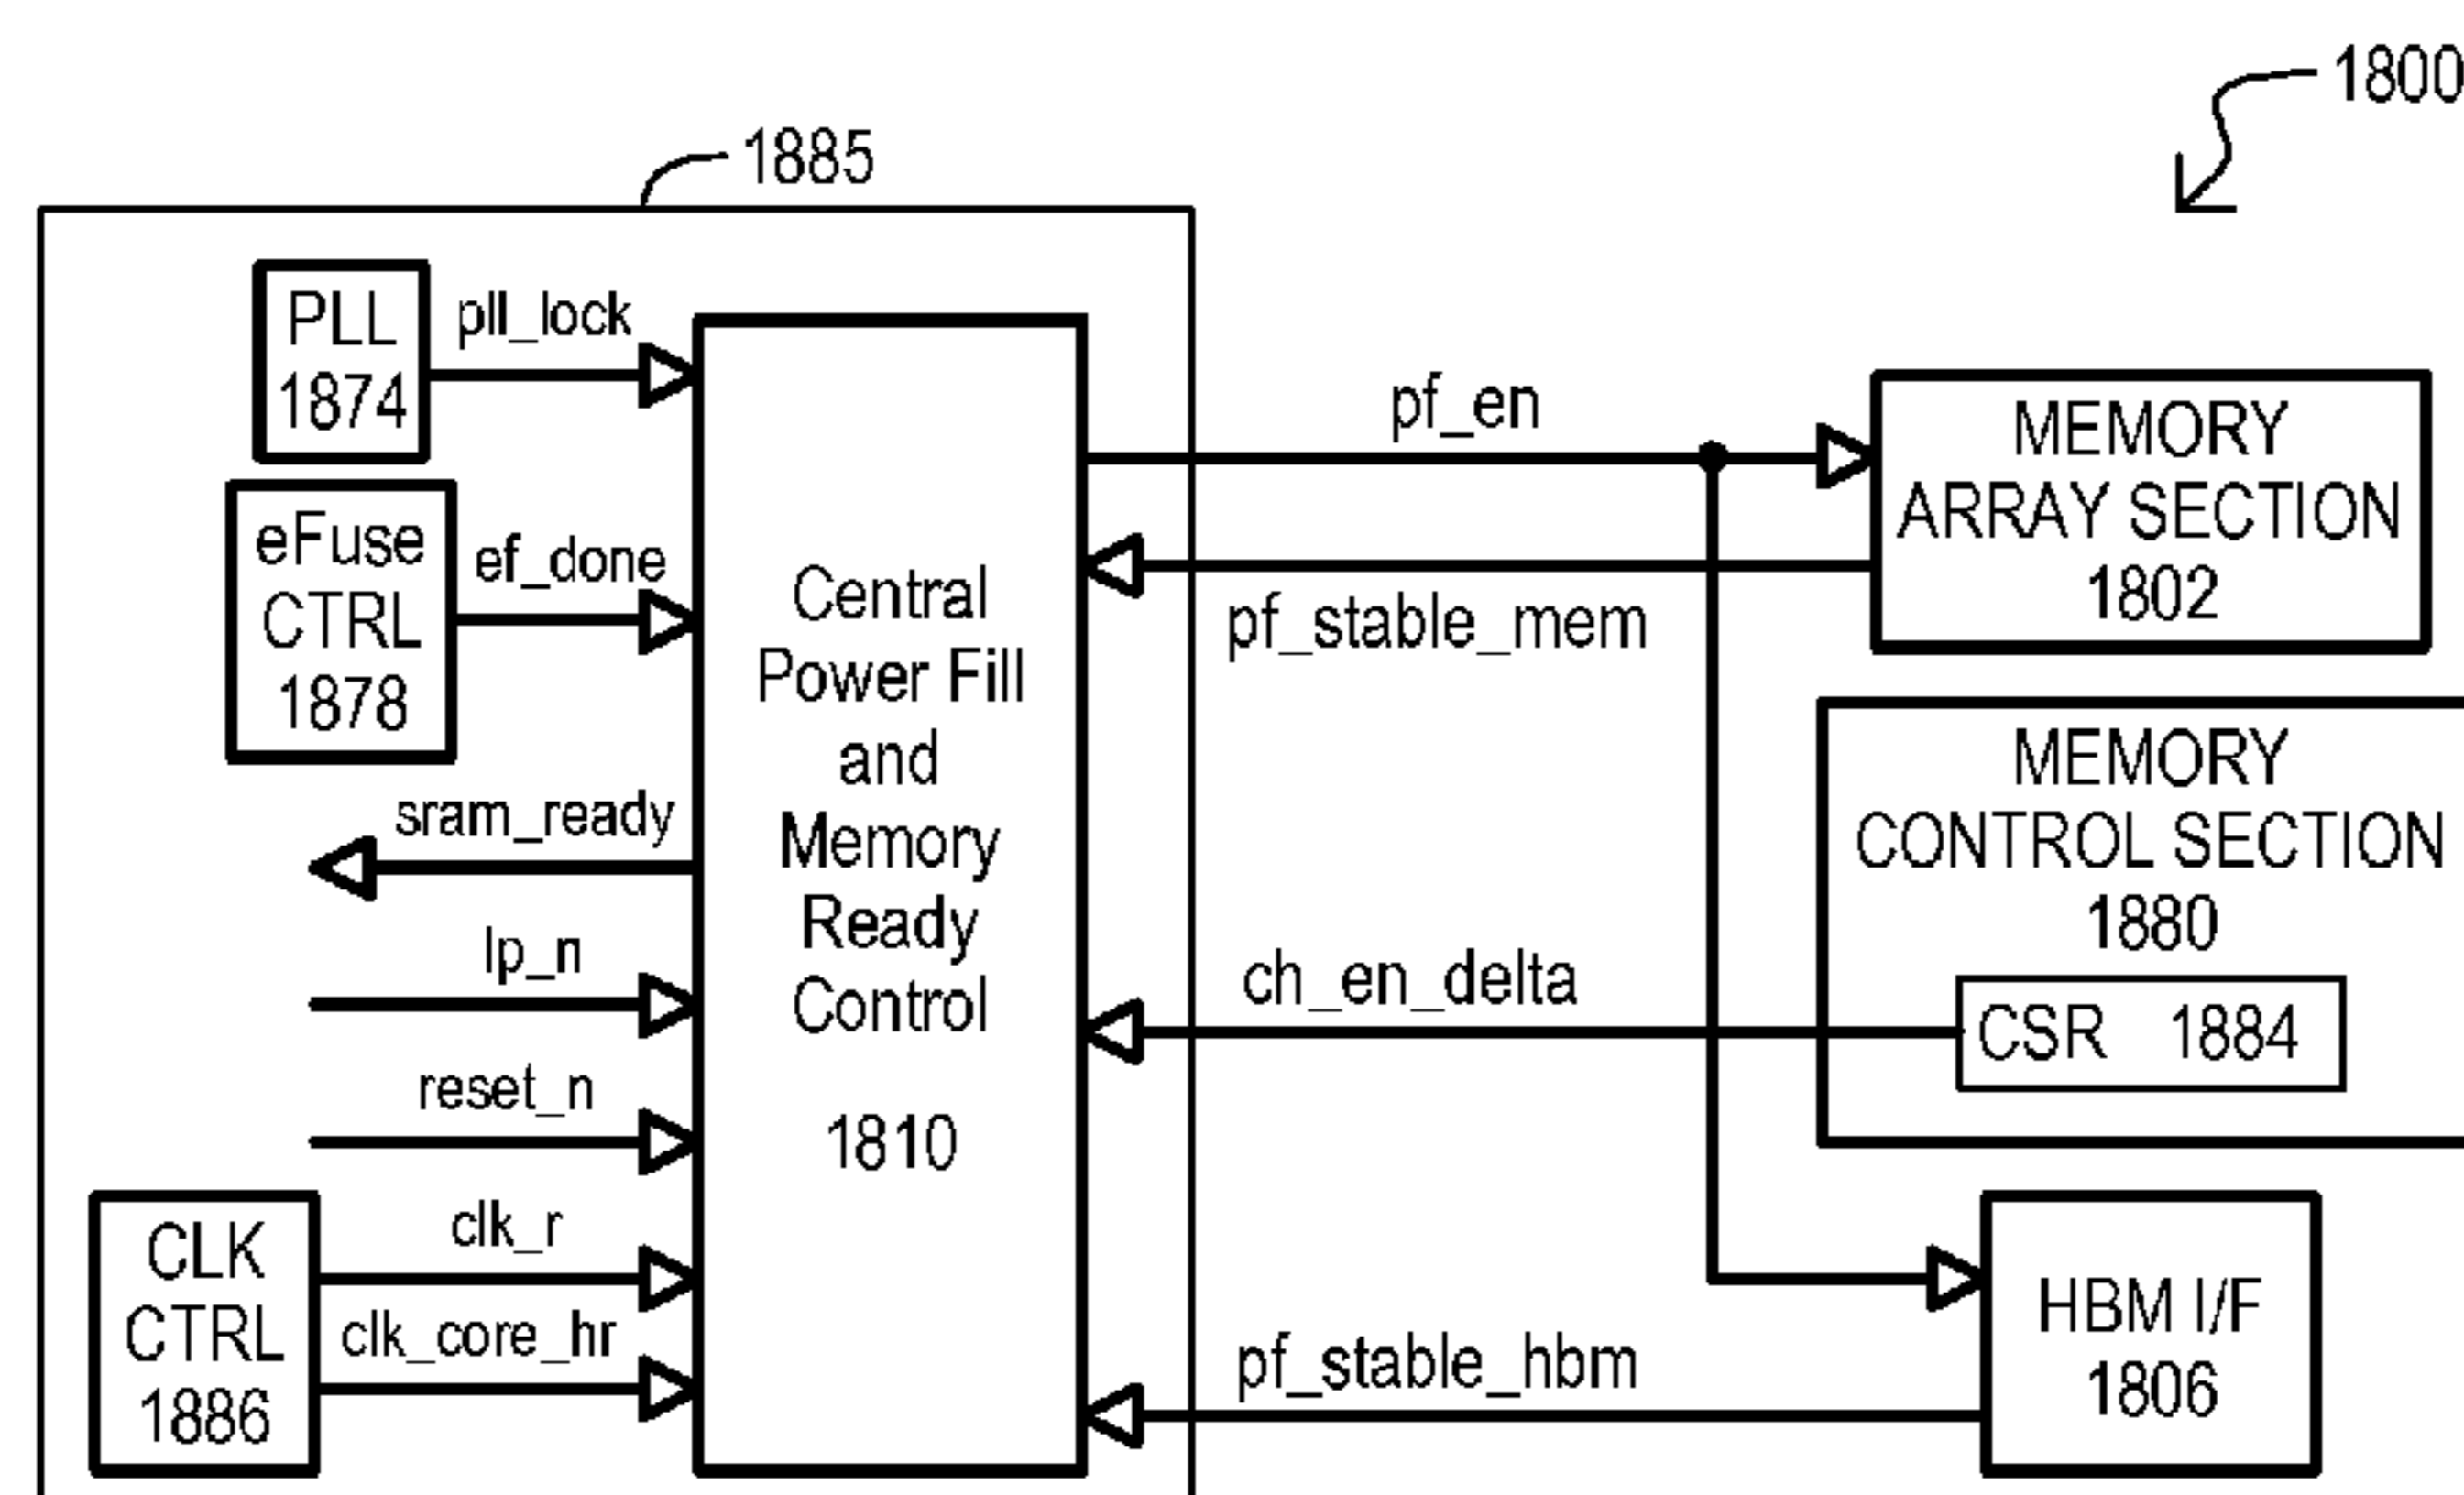 1800
1885
PLL
1874
pll_lock
eFuse
CTRL
1878
ef_done
sram_ready
lp_n
reset_n
CLK
CTRL
1886
clk_r
clk_core_hr
Central
Power Fill
and
Memory
Ready
Control
1810
pf_en
pf_stable_mem
ch_en_delta
pf_stable_hbm
MEMORY
ARRAY SECTION
1802
MEMORY
CONTROL SECTION
1880
CSR 1884
HBM I/F
1806